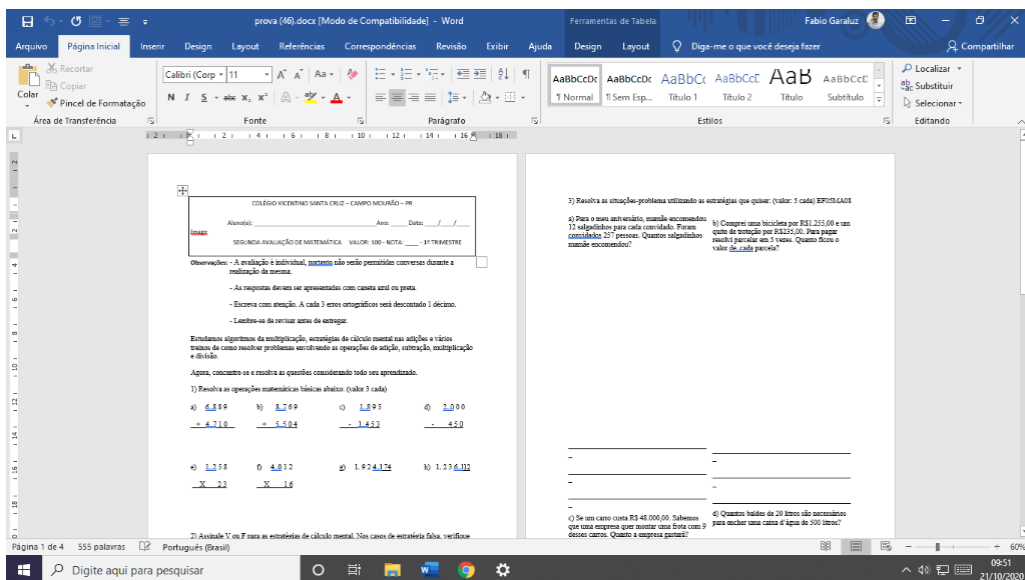 prova (46).docx [Modo de Compatibilidade] - Word
Ferramentas de Tabela
Fabio Garaluz
Arquivo Página Inicial Inserir Design Layout Referências Correspondências Revisão Exibir Ajuda Design Layout Diga-me o que você deseja fazer Compartilhar
Colar
Recortar
Copiar
Pincel de Formatação
Área de Transferência
Calibri (Corp 11
N I S abc x₂ x²
Fonte
Parágrafo
AaBbCcDc AaBbCcDc AaBbCc AaBbCcC AaB AaBbCcC
¶ Normal ¶ Sem Esp... Título 1 Título 2 Título Subtítulo
Estilos
Localizar
Substituir
Selecionar
Editando
COLÉGIO VICENTINO SANTA CRUZ – CAMPO MOURÃO – PR
Aluno(a): Ano: Data: / /
Image
SEGUNDA AVALIAÇÃO DE MATEMÁTICA VALOR: 100 - NOTA: ____ - 1º TRIMESTRE
Observações: - A avaliação é individual, portanto não serão permitidas conversas durante a
realização da mesma.
- As respostas devem ser apresentadas com caneta azul ou preta.
- Escreva com atenção. A cada 3 erros ortográficos será descontado 1 décimo.
- Lembre-se de revisar antes de entregar.
Estudamos algoritmos da multiplicação, estratégias de cálculo mental nas adições e vários
treinos de como resolver problemas envolvendo as operações de adição, subtração, multiplicação
e divisão.
Agora, concentre-se e resolva as questões considerando todo seu aprendizado.
1) Resolva as operações matemáticas básicas abaixo: (valor 3 cada)
a) 6.889 b) 8.769 c) 1.895 d) 2.000
+ 4.710 + 5.504 - 1.453 - 450
e) 1.258 f) 4.012 g) 1.924174 h) 1.236112
X 23 X 16
2) Assinale V ou F para as estratégias de cálculo mental. Nos casos de estratégia falsa, verifique
3) Resolva as situações-problema utilizando as estratégias que quiser: (valor: 5 cada) EF05MA08
a) Para o meu aniversário, mamãe encomendou
12 salgadinhos para cada convidado. Foram
convidados 257 pessoas. Quantos salgadinhos
mamãe encomendou?
b) Comprei uma bicicleta por R$1.255,00 e um
quite de proteção por R$235,00. Para pagar
resolvi parcelar em 5 vezes. Quanto ficou o
valor de cada parcela?
c) Se um carro custa R$ 48.000,00. Sabemos
que uma empresa quer montar uma frota com 9
desses carros. Quanto a empresa gastará?
d) Quantos baldes de 20 litros são necessários
para encher uma caixa d'água de 500 litros?
Página 1 de 4 555 palavras Português (Brasil) 60%
Digite aqui para pesquisar
09:51
21/10/2020